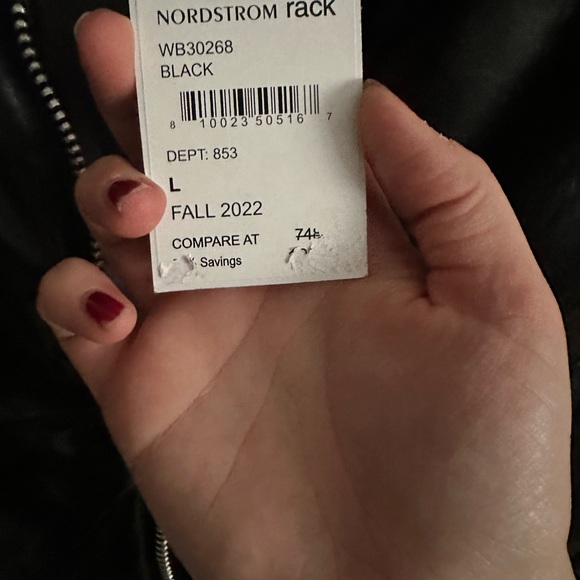 NORDSTROM rack
WB30268
BLACK
8 10023 50516 7
DEPT: 853
L
FALL 2022
COMPARE AT
Savings